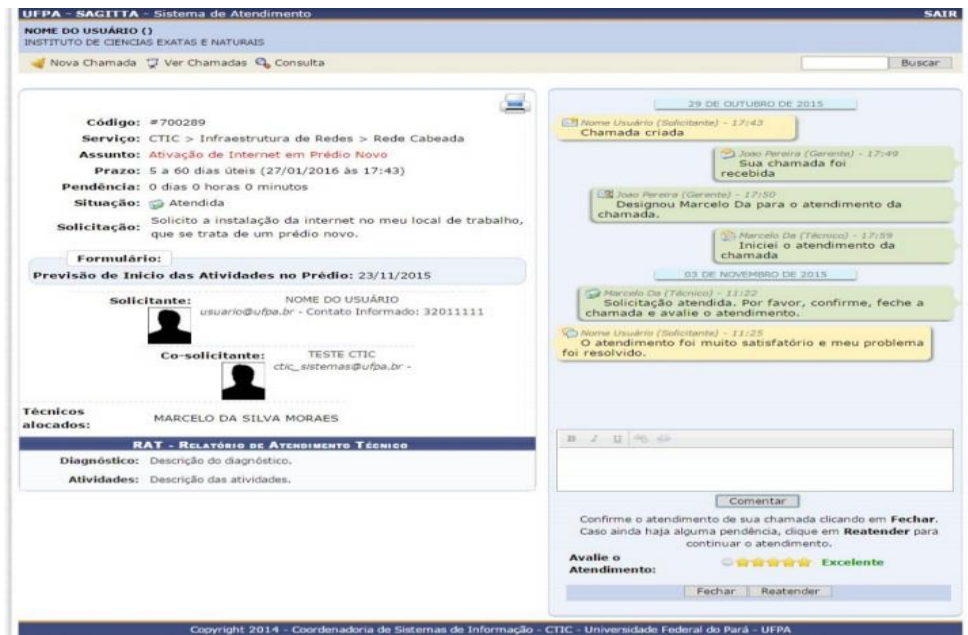 UFPA - SAGITTA - Sistema de Atendimento
SAIR
NOME DO USUÁRIO ()
INSTITUTO DE CIENCIAS EXATAS E NATURAIS
Nova Chamada Ver Chamadas Consulta
Buscar
Código: #700289
Serviço: CTIC > Infraestrutura de Redes > Rede Cabeada
Assunto: Ativação de Internet em Prédio Novo
Prazo: 5 a 60 dias úteis (27/01/2016 às 17:43)
Pendência: 0 dias 0 horas 0 minutos
Situação: Atendida
Solicitação: Solicito a instalação da internet no meu local de trabalho,
que se trata de um prédio novo.
Formulário:
Previsão de Inicio das Atividades no Prédio: 23/11/2015
Solicitante: NOME DO USUÁRIO
usuario@ufpa.br - Contato Informado: 32011111
Co-solicitante: TESTE CTIC
ctic_sistemas@ufpa.br -
Técnicos
alocados: MARCELO DA SILVA MORAES
RAT - RELATÓRIO DE ATENDIMENTO TÉCNICO
Diagnóstico: Descrição do diagnóstico.
Atividades: Descrição das atividades.
29 DE OUTUBRO DE 2015
Nome Usuário (Solicitante) - 17:43
Chamada criada
Joao Pereira (Gerente) - 17:49
Sua chamada foi
recebida
Joao Pereira (Gerente) - 17:50
Designou Marcelo Da para o atendimento da
chamada.
Marcelo Da (Técnico) - 17:59
Iniciei o atendimento da
chamada
03 DE NOVEMBRO DE 2015
Marcelo Da (Técnico) - 11:22
Solicitação atendida. Por favor, confirme, feche a
chamada e avalie o atendimento.
Nome Usuário (Solicitante) - 11:25
O atendimento foi muito satisfatório e meu problema
foi resolvido.
B I U
Comentar
Confirme o atendimento de sua chamada clicando em Fechar.
Caso ainda haja alguma pendência, clique em Reatender para
continuar o atendimento.
Avalie o
Atendimento: Excelente
Fechar Reatender
Copyright 2014 - Coordenadoria de Sistemas de Informação - CTIC - Universidade Federal do Pará - UFPA